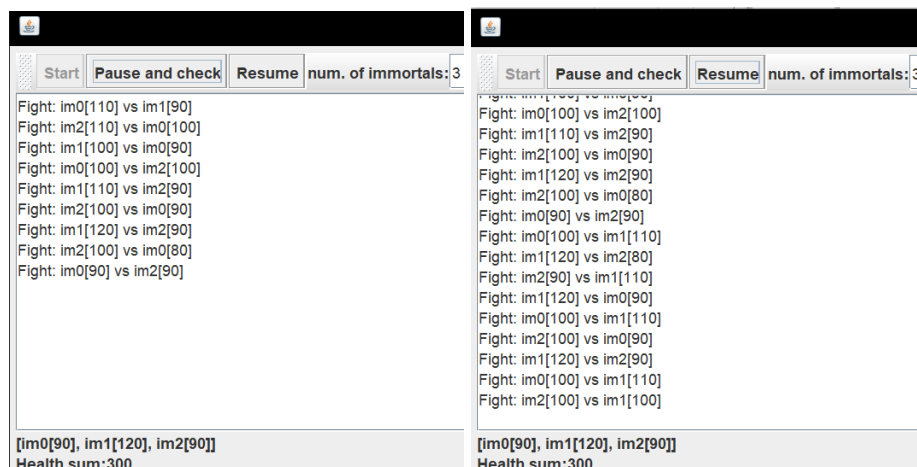 Start Pause and check Resume num. of immortals: 3
Fight: im0[110] vs im1[90]
Fight: im2[110] vs im0[100]
Fight: im1[100] vs im0[90]
Fight: im0[100] vs im2[100]
Fight: im1[110] vs im2[90]
Fight: im2[100] vs im0[90]
Fight: im1[120] vs im2[90]
Fight: im2[100] vs im0[80]
Fight: im0[90] vs im2[90]
[im0[90], im1[120], im2[90]]
Health sum:300
Start Pause and check Resume num. of immortals: 3
Fight: im1[100] vs im0[90]
Fight: im0[100] vs im2[100]
Fight: im1[110] vs im2[90]
Fight: im2[100] vs im0[90]
Fight: im1[120] vs im2[90]
Fight: im2[100] vs im0[80]
Fight: im0[90] vs im2[90]
Fight: im0[100] vs im1[110]
Fight: im1[120] vs im2[80]
Fight: im2[90] vs im1[110]
Fight: im1[120] vs im0[90]
Fight: im0[100] vs im1[110]
Fight: im2[100] vs im0[90]
Fight: im1[120] vs im2[90]
Fight: im0[100] vs im1[110]
Fight: im2[100] vs im1[100]
[im0[90], im1[120], im2[90]]
Health sum:300